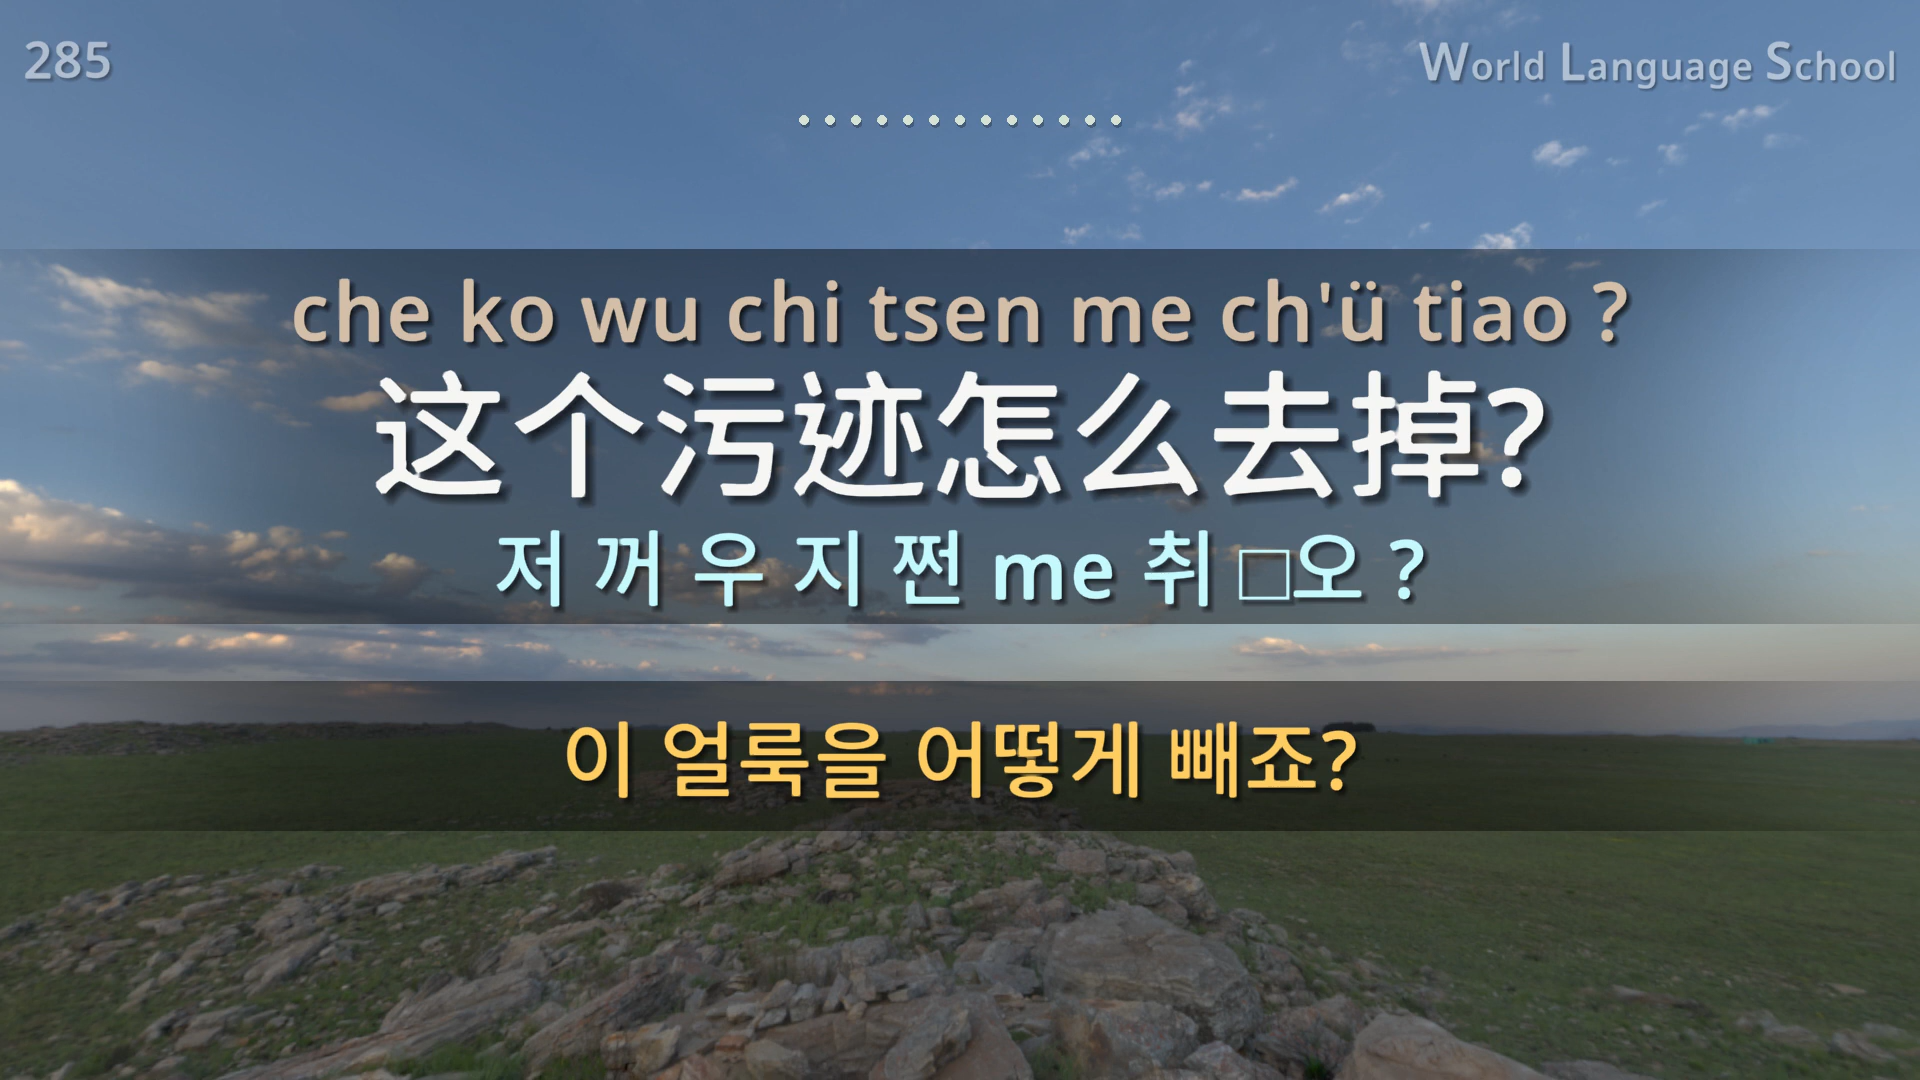 285
World Language School
che ko wu chi tsen me ch'ü tiao ?
这个污迹怎么去掉?
저 꺼 우 지 쩐 me 취 □오 ?
이 얼룩을 어떻게 빼죠?